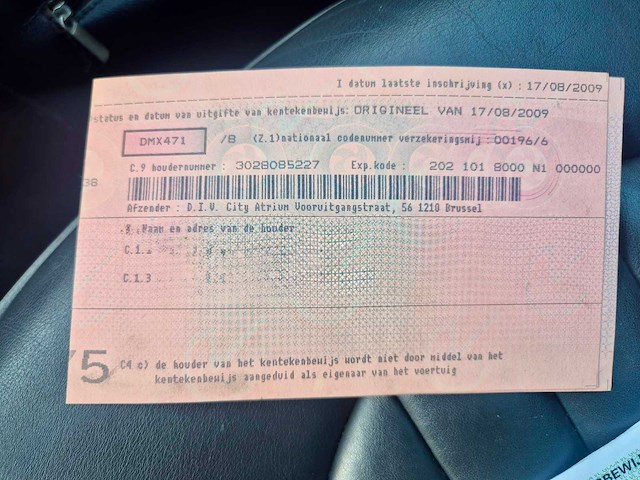 I datum laatste inschrijving (x) : 17/08/2009
status en datum van uitgifte van kentekenbewijs: ORIGINEEL VAN 17/08/2009
DMX471 /B (Z.1)nationaal codenummer verzekeringsmij : 00196/6
C.9 houdernummer : 3028085227 Exp.kode : 202 101 8000 N1 000000
38
Afzender : D.I.V. City Atrium Vooruitgangstraat, 56 1210 Brussel
Naam en adres van de houder
C.1.
C.1.3
75
C4 c) de houder van het kentekenbewijs wordt niet door middel van het
kentekenbewijs aangeduid als eigenaar van het voertuig
BEWIJ